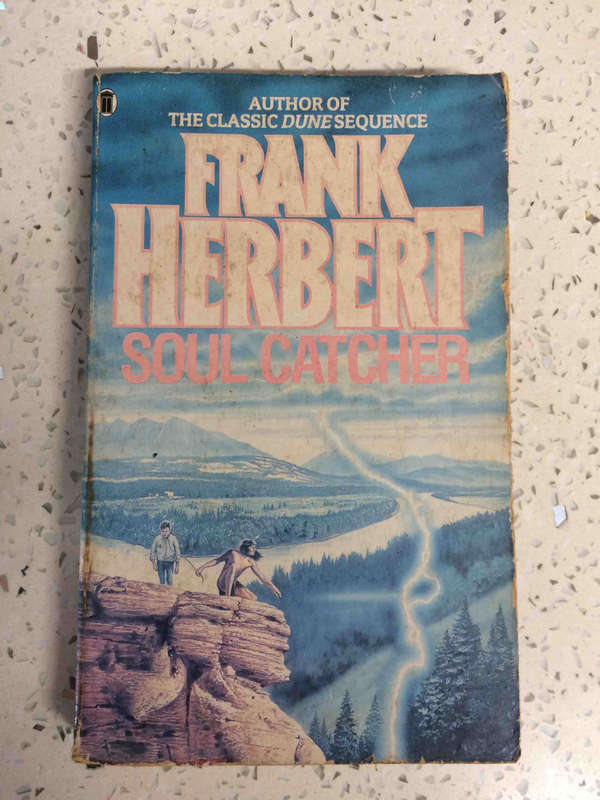 AUTHOR OF
THE CLASSIC DUNE SEQUENCE
FRANK
HERBERT
SOUL CATCHER